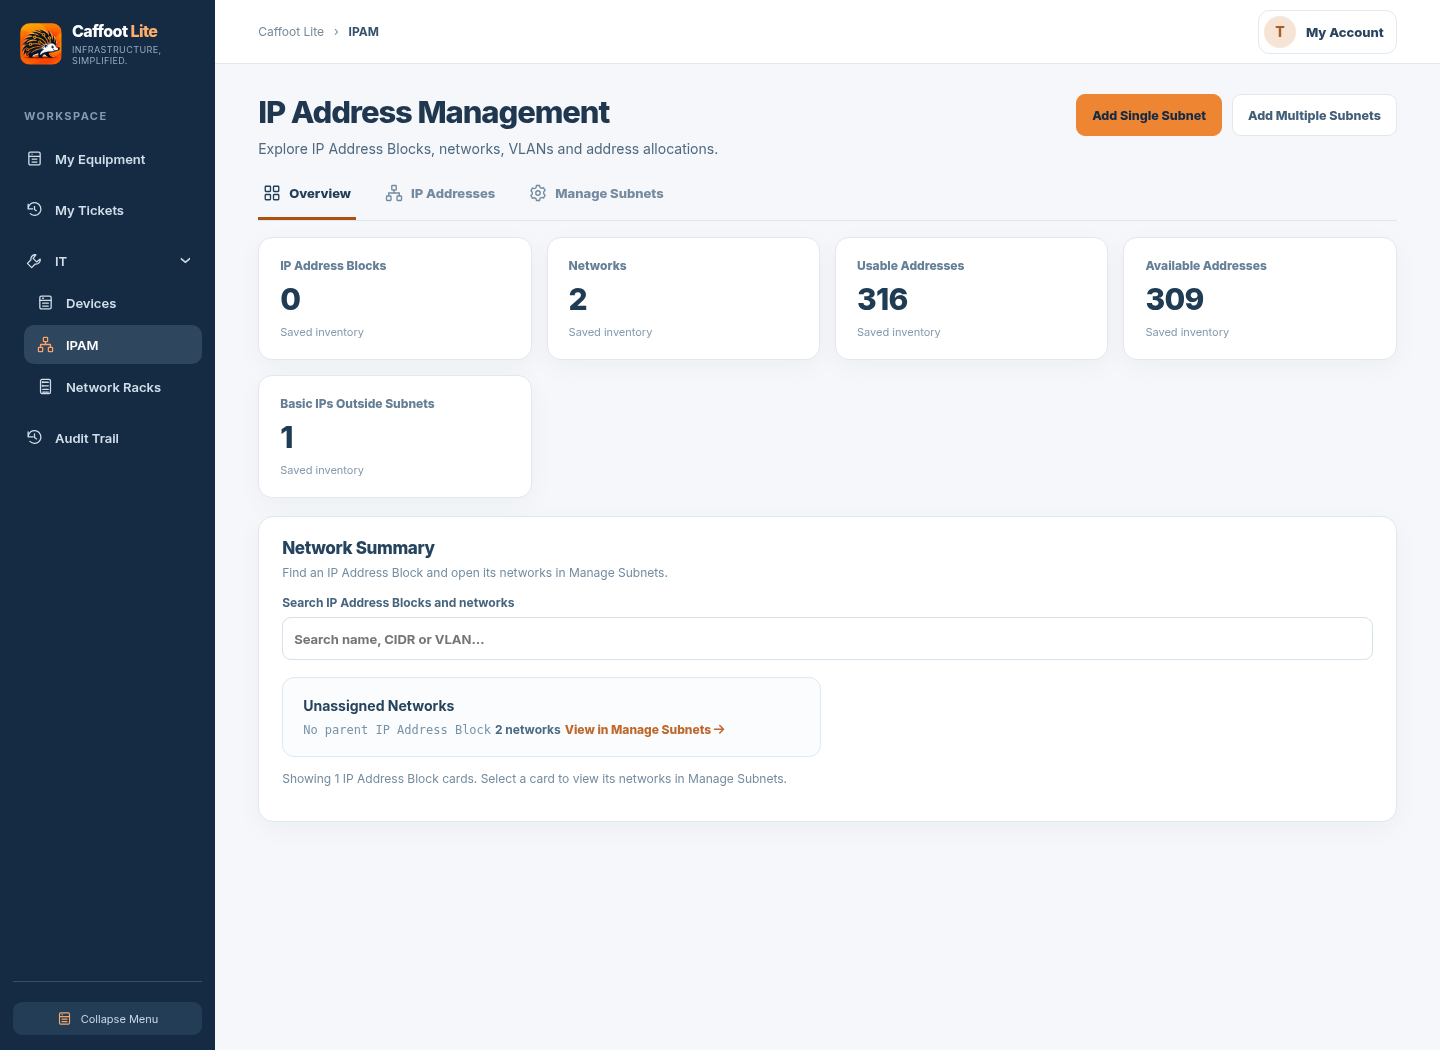 Caffoot Lite
INFRASTRUCTURE,
SIMPLIFIED.
WORKSPACE
My Equipment
My Tickets
IT
Devices
IPAM
Network Racks
Audit Trail
Collapse Menu
Caffoot Lite › IPAM
T My Account
IP Address Management
Explore IP Address Blocks, networks, VLANs and address allocations.
Add Single Subnet
Add Multiple Subnets
Overview
IP Addresses
Manage Subnets
IP Address Blocks
0
Saved inventory
Networks
2
Saved inventory
Usable Addresses
316
Saved inventory
Available Addresses
309
Saved inventory
Basic IPs Outside Subnets
1
Saved inventory
Network Summary
Find an IP Address Block and open its networks in Manage Subnets.
Search IP Address Blocks and networks
Search name, CIDR or VLAN...
Unassigned Networks
No parent IP Address Block 2 networks View in Manage Subnets →
Showing 1 IP Address Block cards. Select a card to view its networks in Manage Subnets.